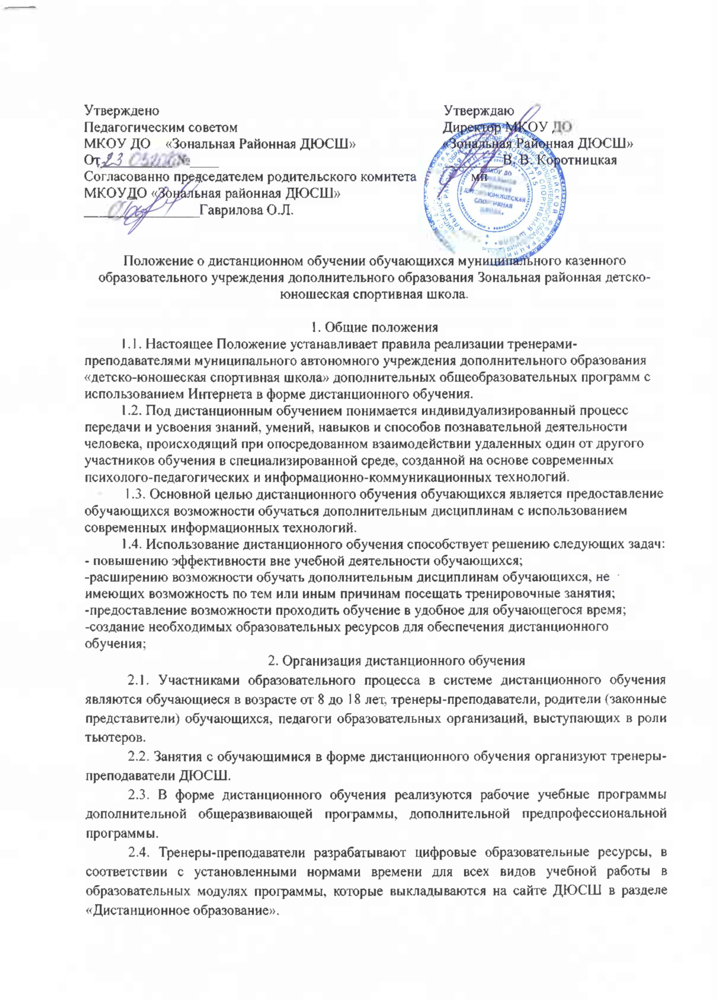 Утверждено
Педагогическим советом
МКОУ ДО «Зональная Районная ДЮСШ»
От 23 №
Согласованно председателем родительского комитета
МКОУДО «Зональная районная ДЮСШ»
Гаврилова О.Л.
Утверждаю
Директор МКОУ ДО
«Зональная Районная ДЮСШ»
В. В. Коротницкая
МП
МКОУ ДО
ЮНОШЕСКАЯ
Положение о дистанционном обучении обучающихся муниципального казенного
образовательного учреждения дополнительного образования Зональная районная детско-
юношеская спортивная школа.
1. Общие положения
1.1. Настоящее Положение устанавливает правила реализации тренерами-
преподавателями муниципального автономного учреждения дополнительного образования
«детско-юношеская спортивная школа» дополнительных общеобразовательных программ с
использованием Интернета в форме дистанционного обучения.
1.2. Под дистанционным обучением понимается индивидуализированный процесс
передачи и усвоения знаний, умений, навыков и способов познавательной деятельности
человека, происходящий при опосредованном взаимодействии удаленных один от другого
участников обучения в специализированной среде, созданной на основе современных
психолого-педагогических и информационно-коммуникационных технологий.
1.3. Основной целью дистанционного обучения обучающихся является предоставление
обучающихся возможности обучаться дополнительным дисциплинам с использованием
современных информационных технологий.
1.4. Использование дистанционного обучения способствует решению следующих задач:
- повышению эффективности вне учебной деятельности обучающихся;
-расширению возможности обучать дополнительным дисциплинам обучающихся, не
имеющих возможность по тем или иным причинам посещать тренировочные занятия;
-предоставление возможности проходить обучение в удобное для обучающегося время;
-создание необходимых образовательных ресурсов для обеспечения дистанционного
обучения;
2. Организация дистанционного обучения
2.1. Участниками образовательного процесса в системе дистанционного обучения
являются обучающиеся в возрасте от 8 до 18 лет, тренеры-преподаватели, родители (законные
представители) обучающихся, педагоги образовательных организаций, выступающих в роли
тьютеров.
2.2. Занятия с обучающимися в форме дистанционного обучения организуют тренеры-
преподаватели ДЮСШ.
2.3. В форме дистанционного обучения реализуются рабочие учебные программы
дополнительной общеразвивающей программы, дополнительной предпрофессиональной
программы.
2.4. Тренеры-преподаватели разрабатывают цифровые образовательные ресурсы, в
соответствии с установленными нормами времени для всех видов учебной работы в
образовательных модулях программы, которые выкладываются на сайте ДЮСШ в разделе
«Дистанционное образование».